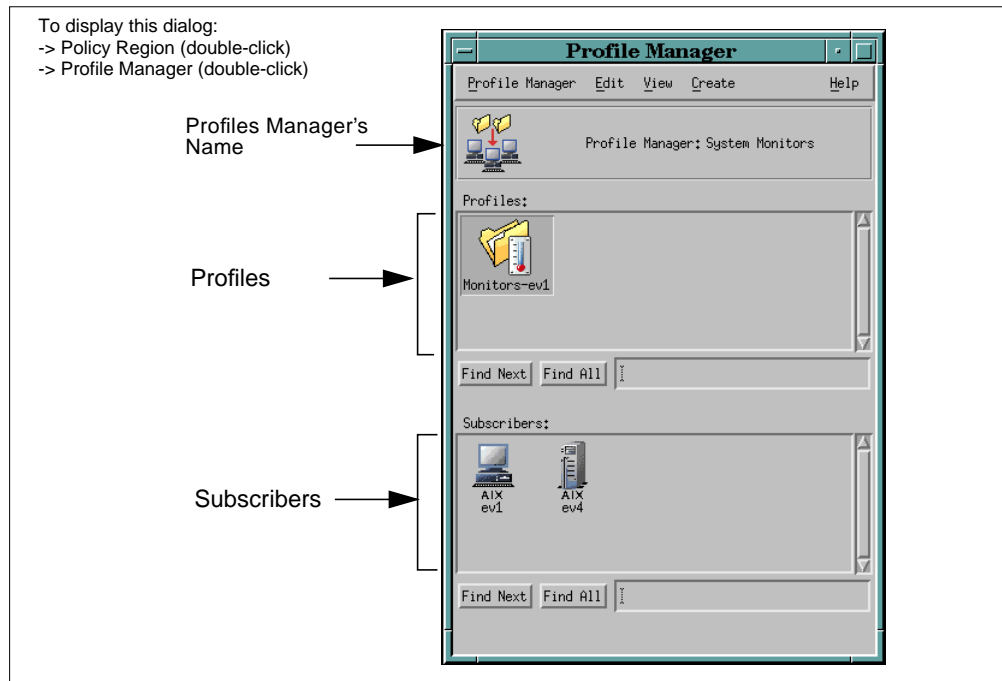 To display this dialog:
-> Policy Region (double-click)
-> Profile Manager (double-click)
Profile Manager
Profile Manager Edit View Create Help
Profiles Manager's
Name
Profile Manager: System Monitors
Profiles:
Monitors-ev1
Profiles
Find Next Find All
Subscribers:
AIX AIX
ev1 ev4
Subscribers
Find Next Find All